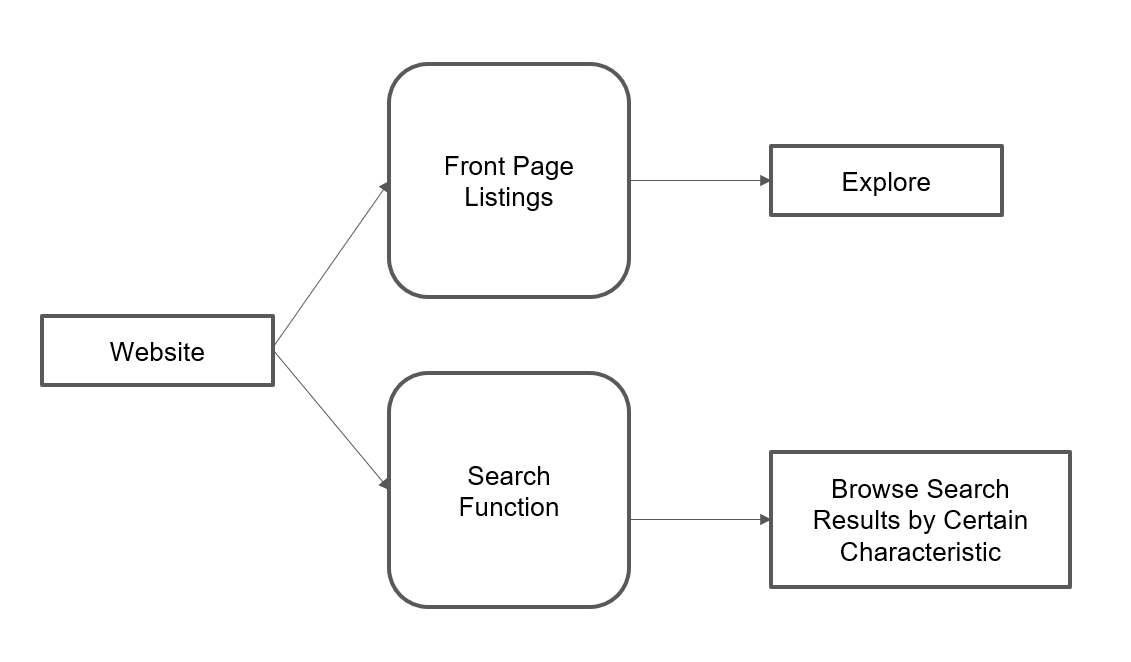 Front Page
Listings
Explore
Website
Search
Function
Browse Search
Results by Certain
Characteristic